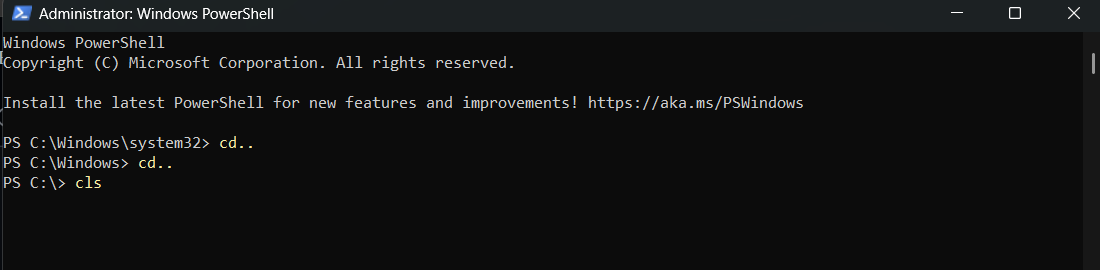 Administrator: Windows PowerShell
Windows PowerShell
Copyright (C) Microsoft Corporation. All rights reserved.
Install the latest PowerShell for new features and improvements! https://aka.ms/PSWindows
PS C:\Windows\system32> cd..
PS C:\Windows> cd..
PS C:\> cls